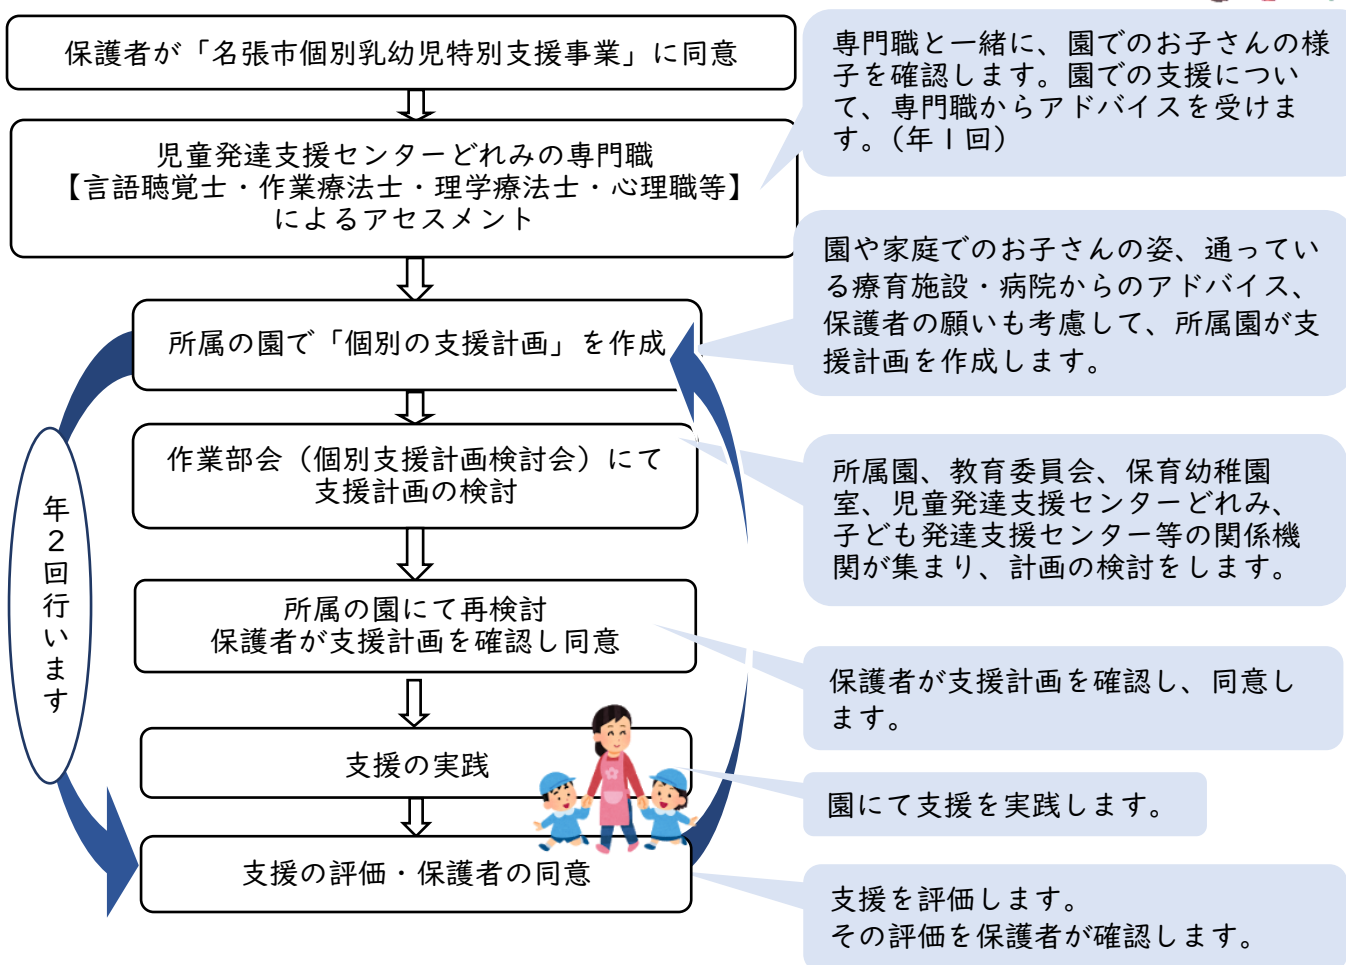 保護者が「名張市個別乳幼児特別支援事業」に同意
専門職と一緒に、園でのお子さんの様
子を確認します。園での支援につい
て、専門職からアドバイスを受けま
す。(年1回)
児童発達支援センターどれみの専門職
【言語聴覚士・作業療法士・理学療法士・心理職等】
によるアセスメント
園や家庭でのお子さんの姿、通ってい
る療育施設・病院からのアドバイス、
保護者の願いも考慮して、所属園が支
援計画を作成します。
所属の園で「個別の支援計画」を作成
作業部会（個別支援計画検討会）にて
支援計画の検討
所属園、教育委員会、保育幼稚園
室、児童発達支援センターどれみ、
子ども発達支援センター等の関係機
関が集まり、計画の検討をします。
年2回行います
所属の園にて再検討
保護者が支援計画を確認し同意
保護者が支援計画を確認し、同意し
ます。
支援の実践
園にて支援を実践します。
支援の評価・保護者の同意
支援を評価します。
その評価を保護者が確認します。